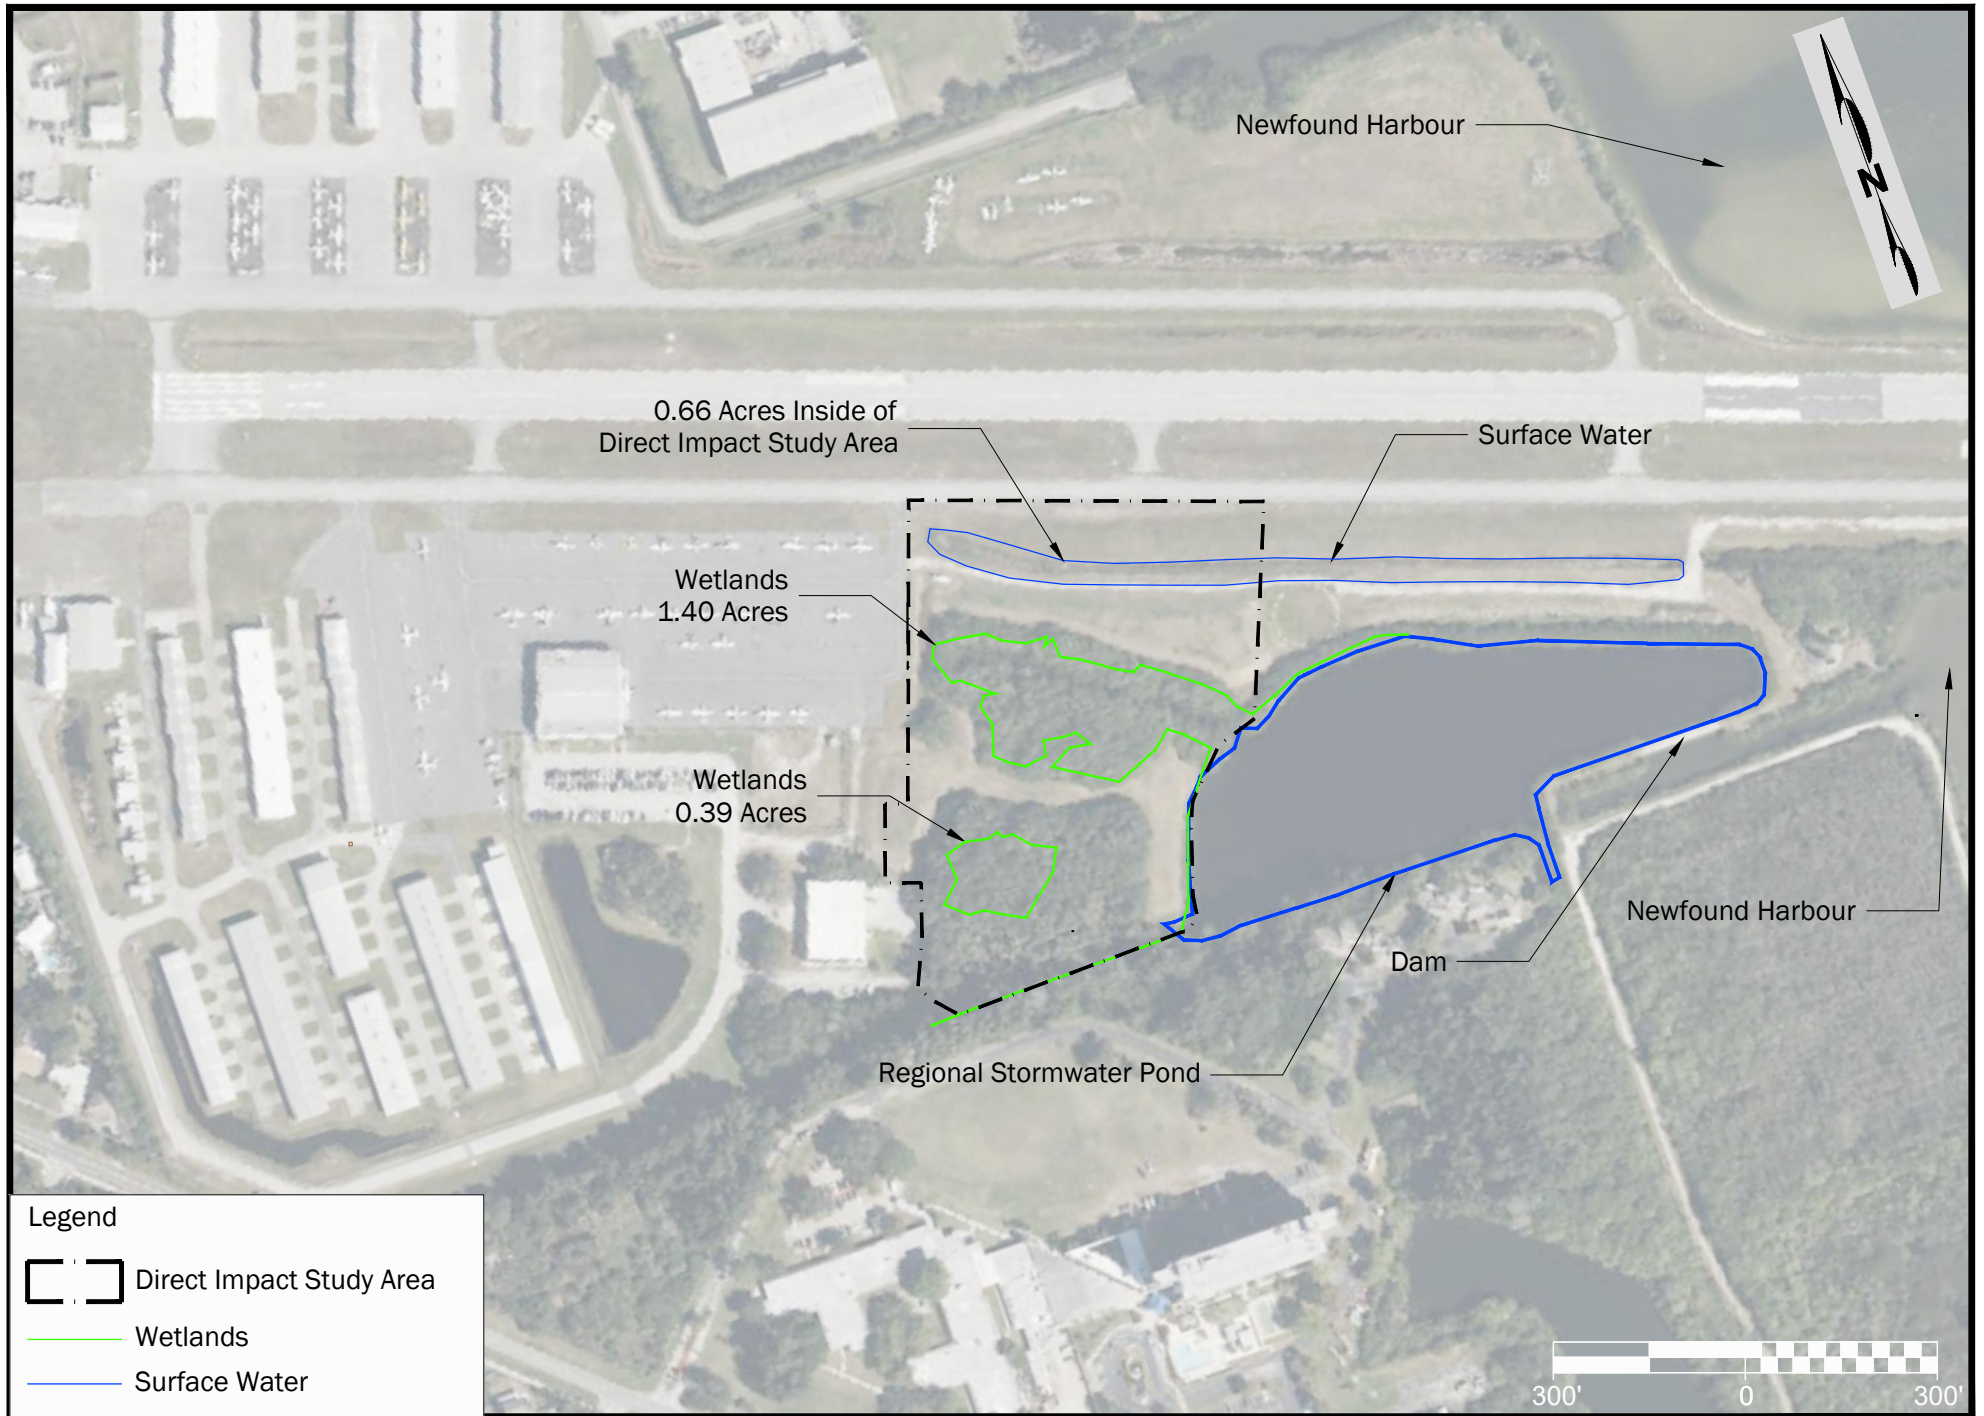 Newfound Harbour
N
0.66 Acres Inside of
Direct Impact Study Area
Surface Water
Wetlands
1.40 Acres
Wetlands
0.39 Acres
Newfound Harbour
Dam
Regional Stormwater Pond
Legend
Direct Impact Study Area
Wetlands
Surface Water
300' 0 300'